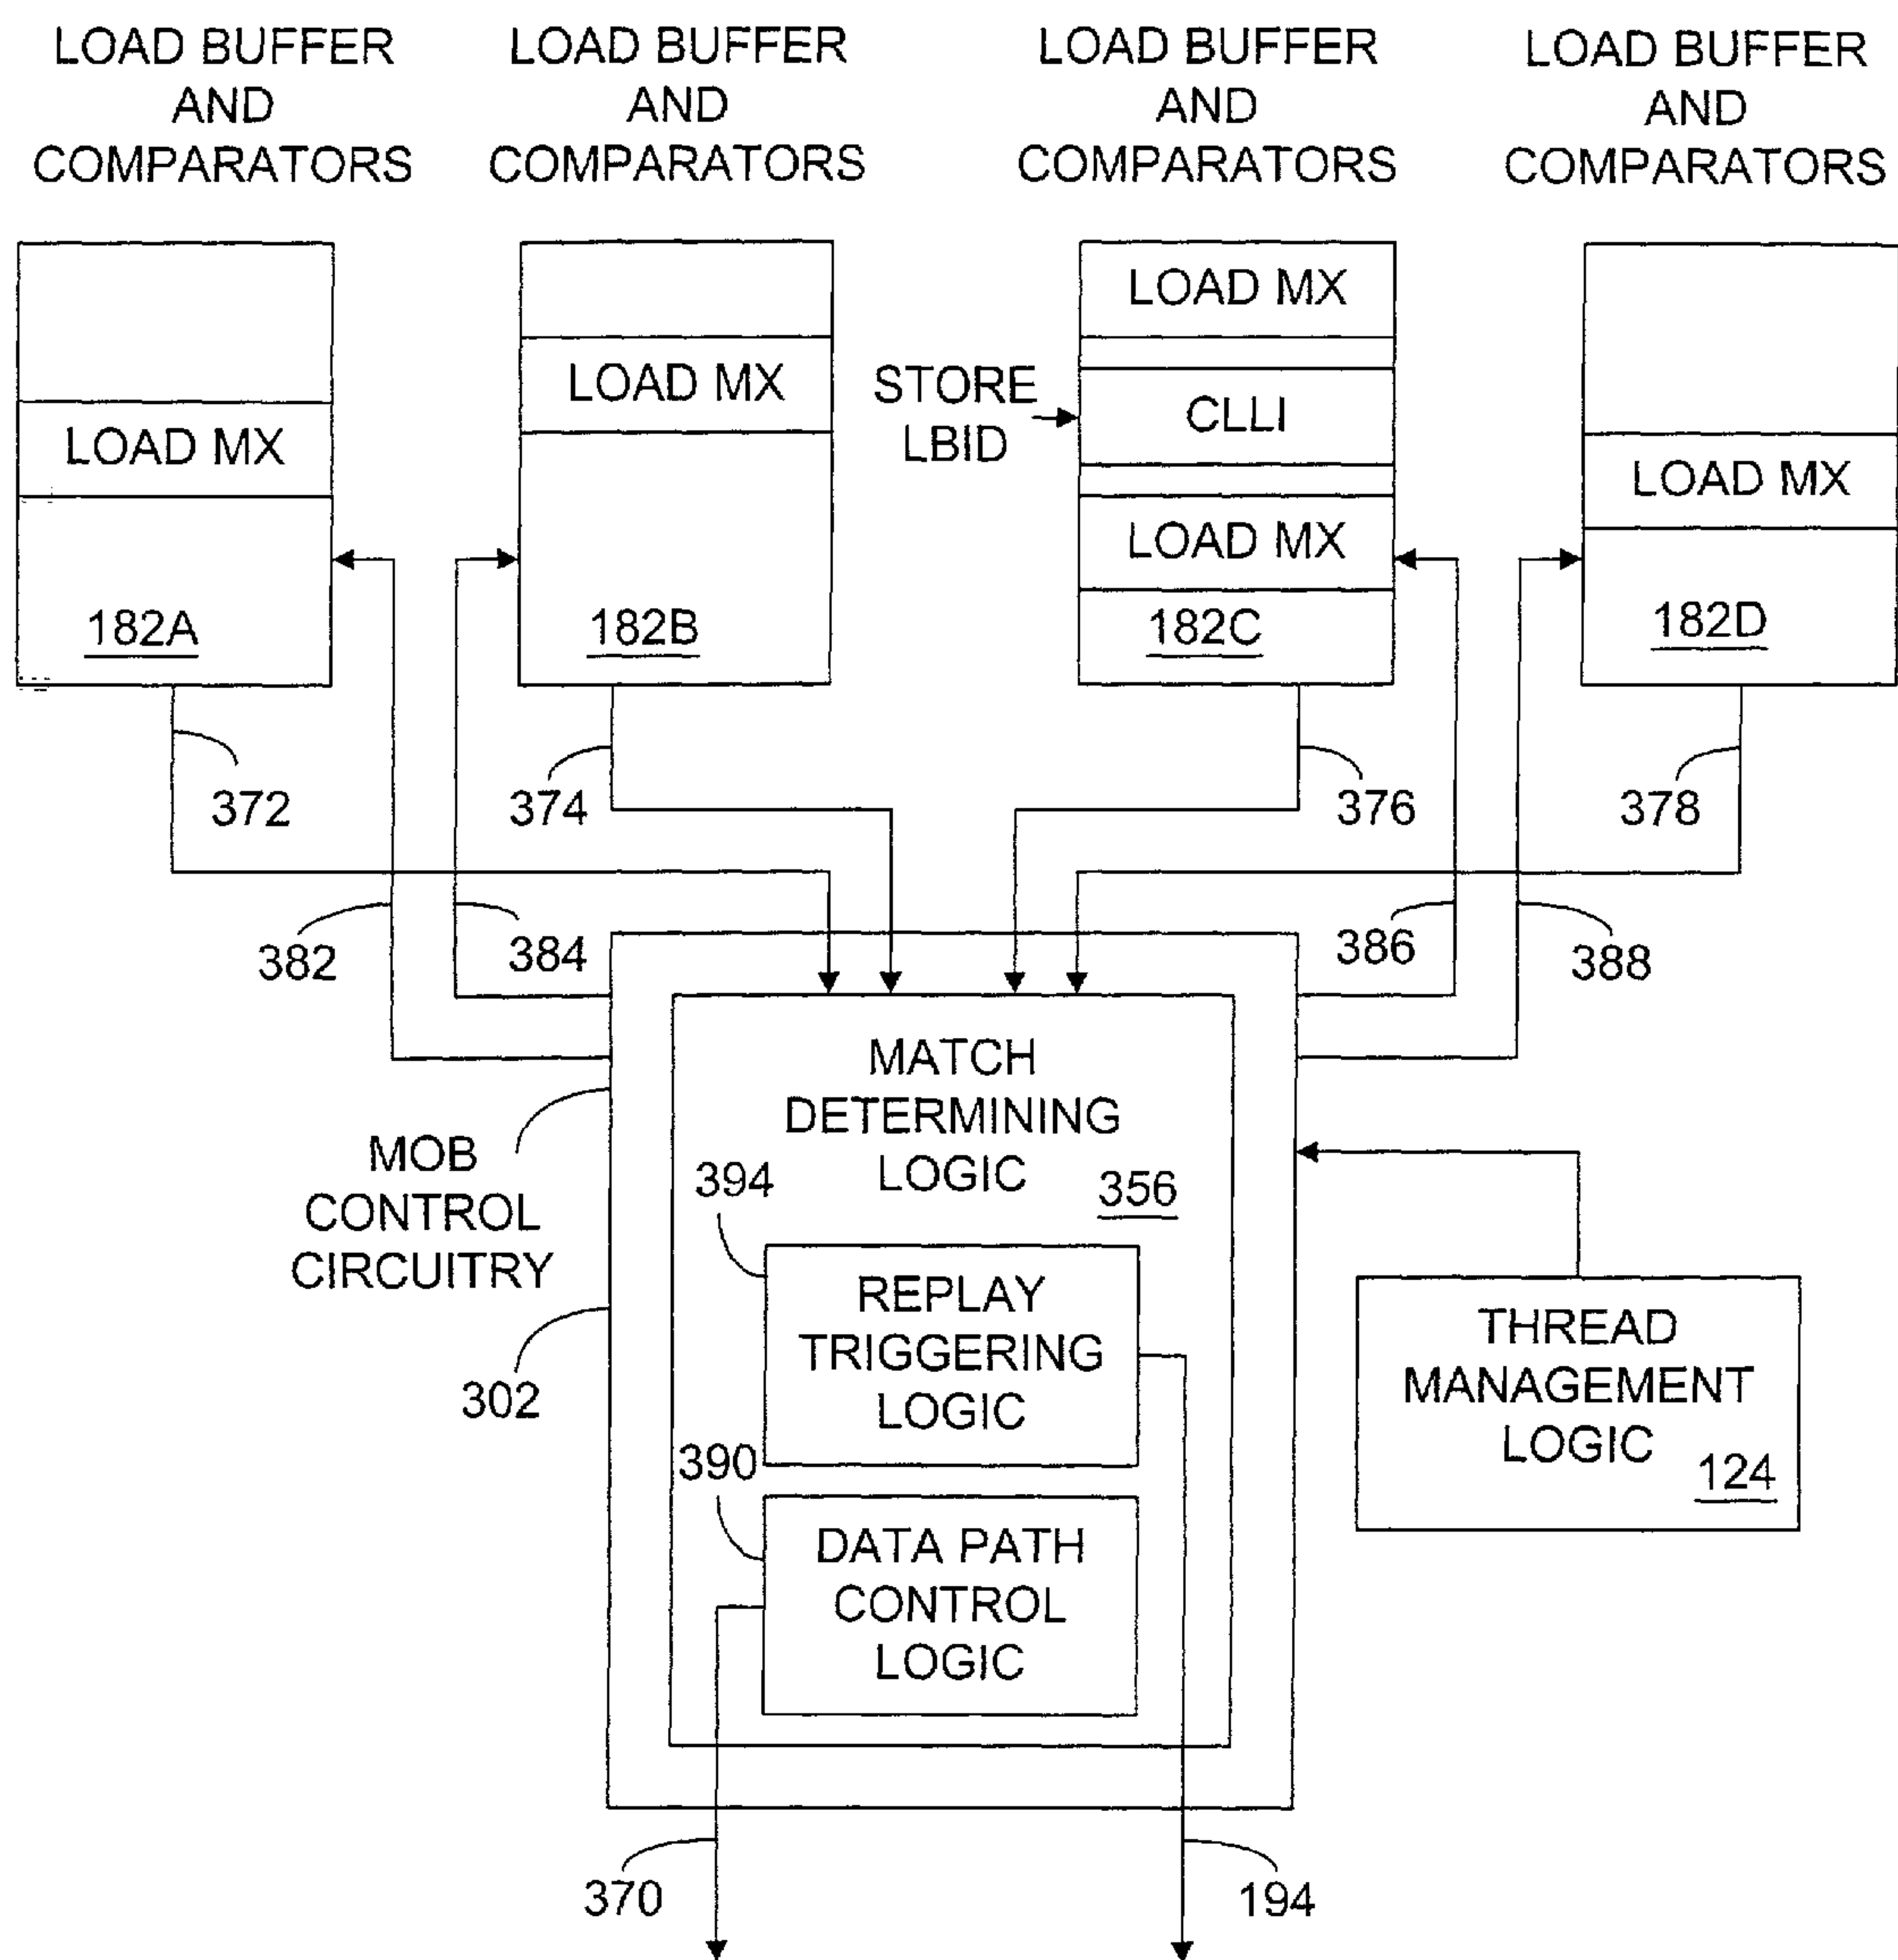 LOAD BUFFER
AND
COMPARATORS
LOAD BUFFER
AND
COMPARATORS
LOAD BUFFER
AND
COMPARATORS
LOAD BUFFER
AND
COMPARATORS
LOAD MX
182A
LOAD MX
182B
STORE
LBID
LOAD MX
CLLI
LOAD MX
182C
LOAD MX
182D
372
374
376
378
382
384
386
388
MOB
CONTROL
CIRCUITRY
302
MATCH
DETERMINING
LOGIC
356
394
REPLAY
TRIGGERING
LOGIC
390
DATA PATH
CONTROL
LOGIC
THREAD
MANAGEMENT
LOGIC
124
370
194